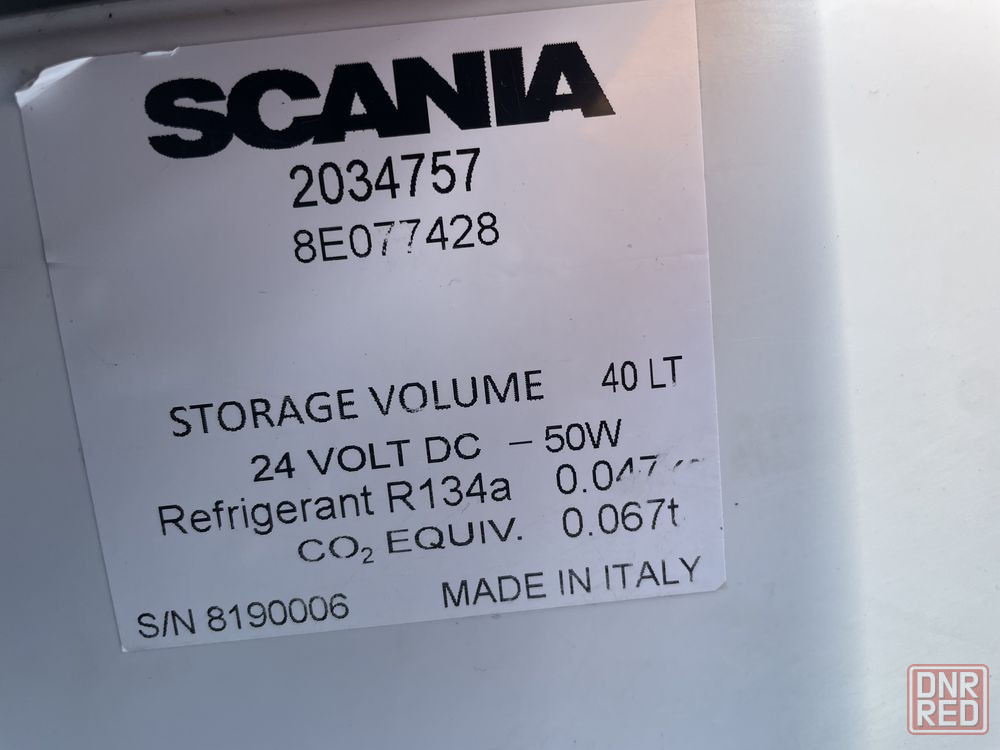 SCANIA
2034757
8E077428
STORAGE VOLUME 40 LT
24 VOLT DC – 50W
Refrigerant R134a
CO₂ EQUIV. 0.067t
S/N 8190006 MADE IN ITALY
DNR
RED